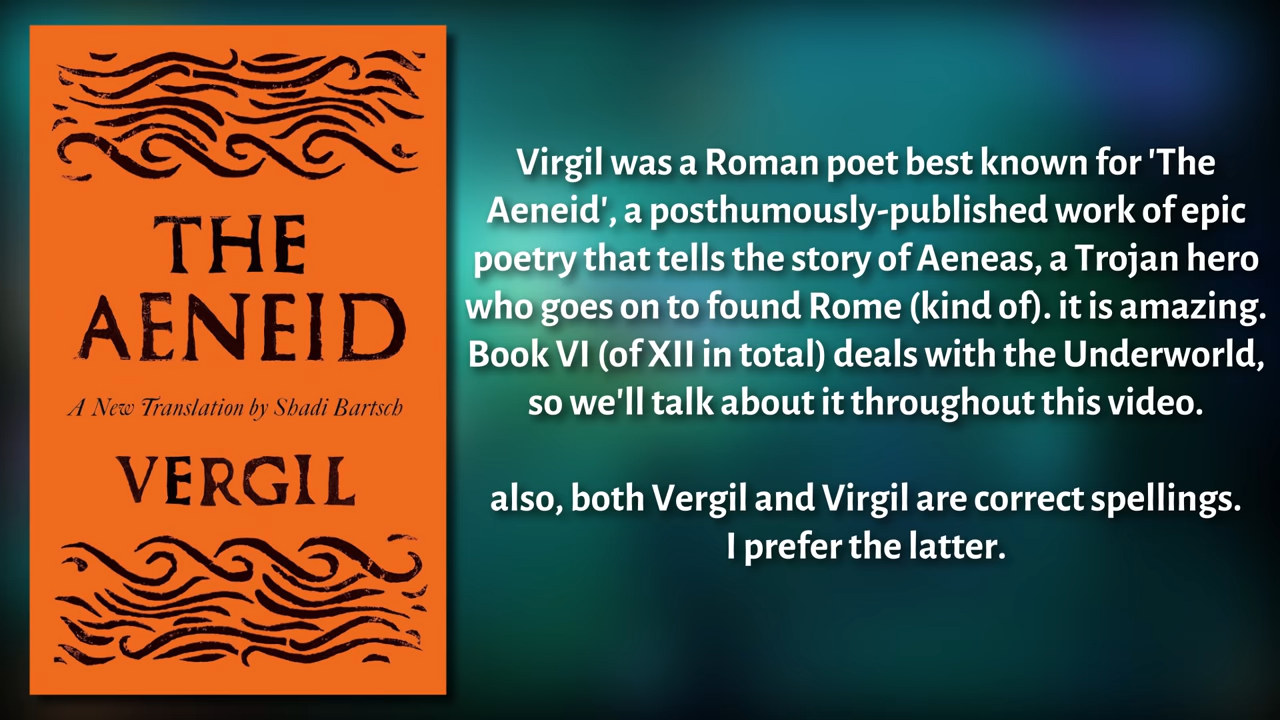 THE
AENEID
A New Translation by Shadi Bartsch
VERGIL
Virgil was a Roman poet best known for 'The
Aeneid', a posthumously-published work of epic
poetry that tells the story of Aeneas, a Trojan hero
who goes on to found Rome (kind of). it is amazing.
Book VI (of XII in total) deals with the Underworld,
so we'll talk about it throughout this video.
also, both Vergil and Virgil are correct spellings.
I prefer the latter.